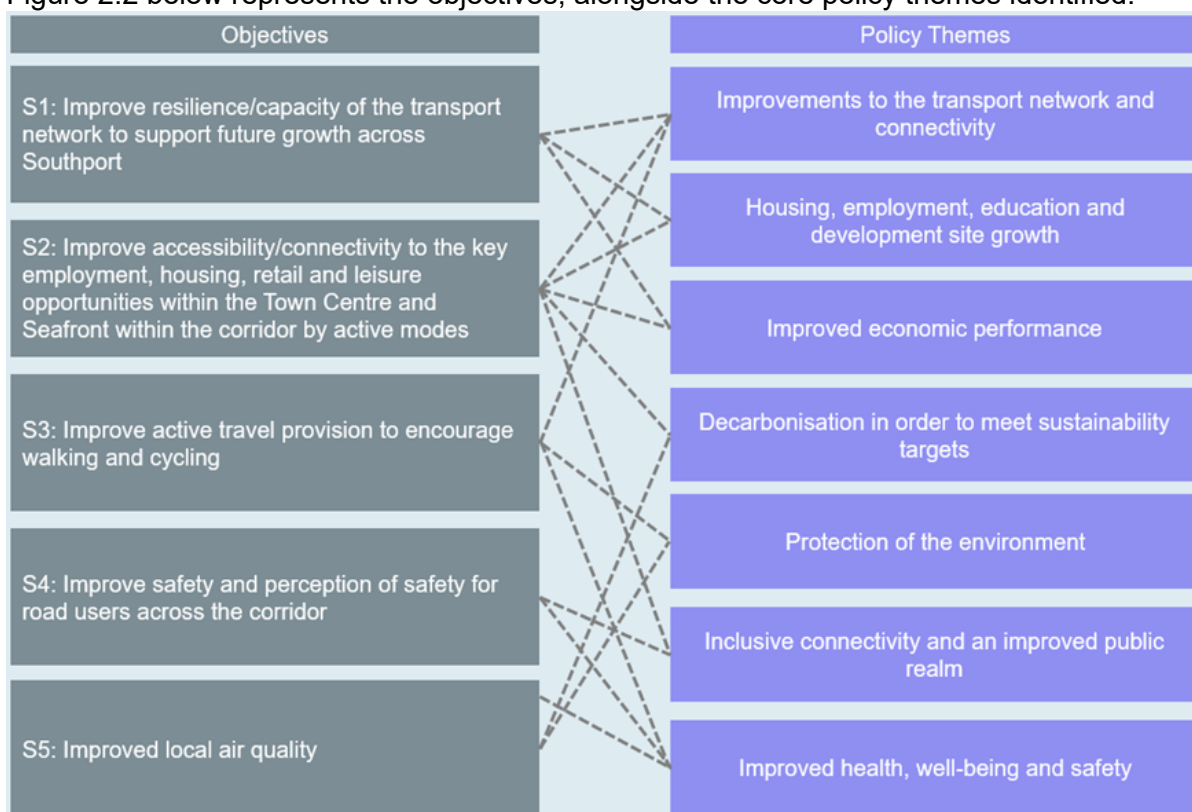 Figure 2.2 below represents the objectives, alongside the core policy themes identified.
Objectives
S1: Improve resilience/capacity of the transport
network to support future growth across
Southport
S2: Improve accessibility/connectivity to the key
employment, housing, retail and leisure
opportunities within the Town Centre and
Seafront within the corridor by active modes
S3: Improve active travel provision to encourage
walking and cycling
S4: Improve safety and perception of safety for
road users across the corridor
S5: Improved local air quality
Policy Themes
Improvements to the transport network and
connectivity
Housing, employment, education and
development site growth
Improved economic performance
Decarbonisation in order to meet sustainability
targets
Protection of the environment
Inclusive connectivity and an improved public
realm
Improved health, well-being and safety